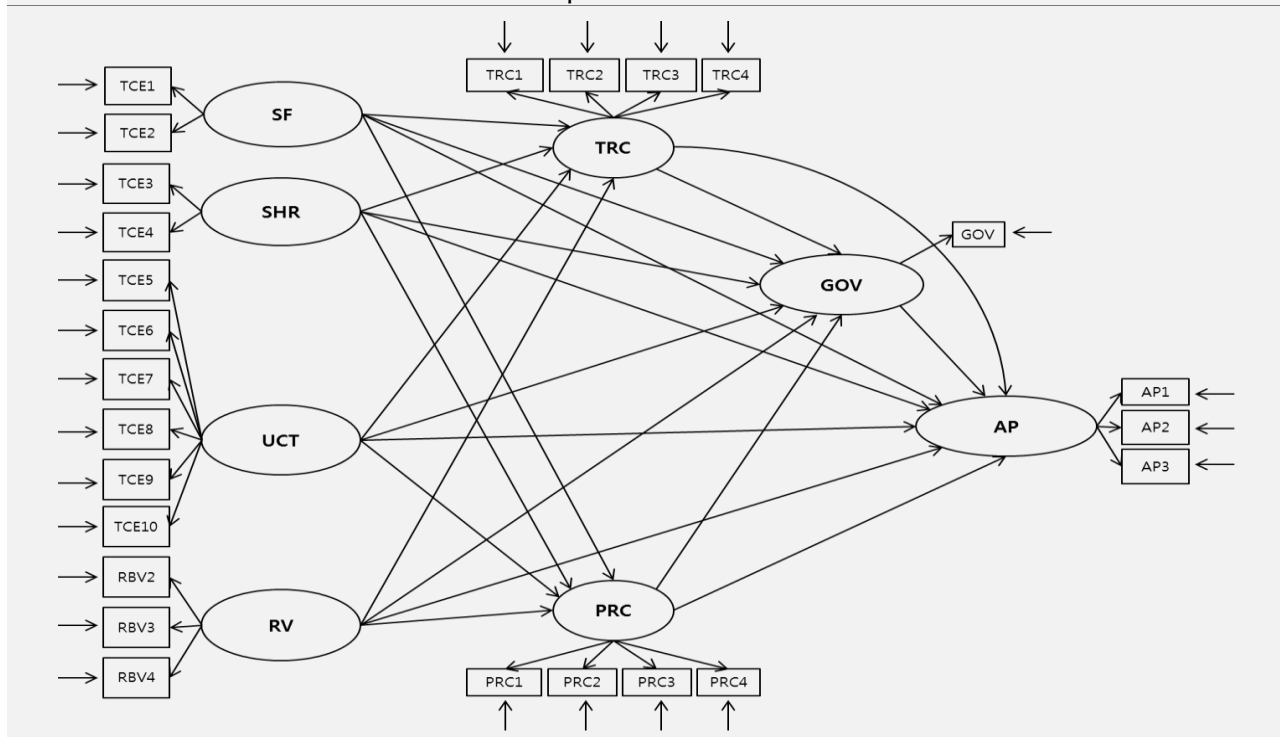 TRC1 TRC2 TRC3 TRC4
TCE1
SF
TCE2
TRC
TCE3
SHR
TCE4
GOV
TCE5
GOV
TCE6
TCE7
AP1
TCE8
UCT
AP
AP2
AP3
TCE9
TCE10
RBV2
PRC
RBV3
RV
RBV4
PRC1 PRC2 PRC3 PRC4